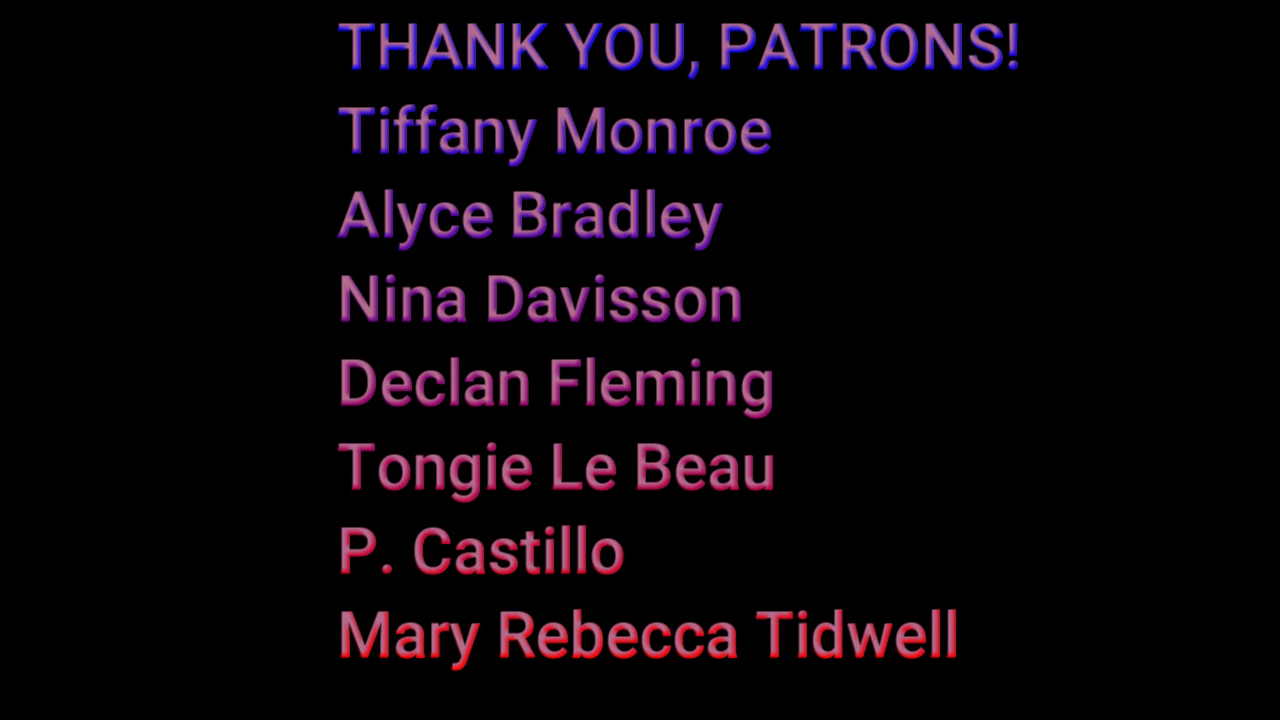 THANK YOU, PATRONS!
Tiffany Monroe
Alyce Bradley
Nina Davisson
Declan Fleming
Tongie Le Beau
P. Castillo
Mary Rebecca Tidwell